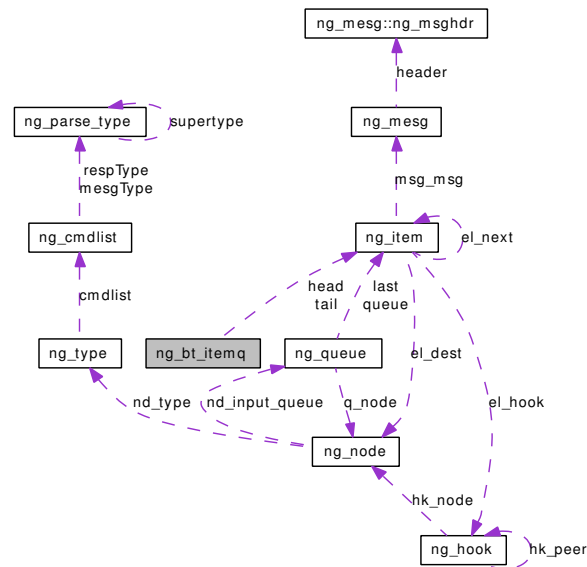 ng_mesg::ng_msghdr
header
ng_parse_type
supertype
ng_mesg
respType
mesgType
msg_msg
ng_cmdlist
ng_item
el_next
cmdlist
head
tail
last
queue
ng_type
ng_bt_itemq
ng_queue
el_dest
nd_type
nd_input_queue
q_node
el_hook
ng_node
hk_node
ng_hook
hk_peer